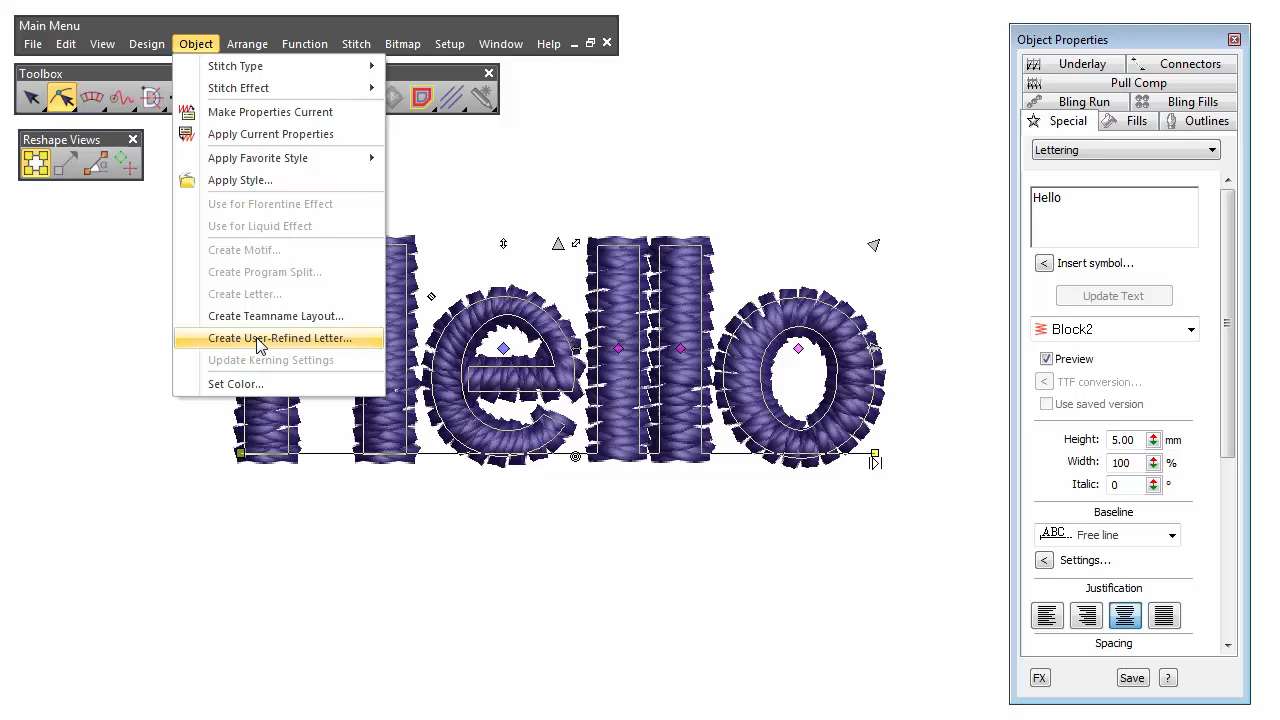 Main Menu
File Edit View Design Object Arrange Function Stitch Bitmap Setup Window Help
Toolbox
Reshape Views
Stitch Type
Stitch Effect
Make Properties Current
Apply Current Properties
Apply Favorite Style
Apply Style...
Use for Florentine Effect
Use for Liquid Effect
Create Motif...
Create Program Split...
Create Letter...
Create Teamname Layout...
Create User-Refined Letter...
Update Kerning Settings
Set Color...
Hello
Object Properties
Underlay Connectors
Pull Comp
Bling Run Bling Fills
Special Fills Outlines
Lettering
Hello
< Insert symbol...
Update Text
Block2
Preview
< TTF conversion...
Use saved version
Height: 5.00 mm
Width: 100 %
Italic: 0 °
Baseline
ABC... Free line
< Settings...
Justification
Spacing
FX Save ?